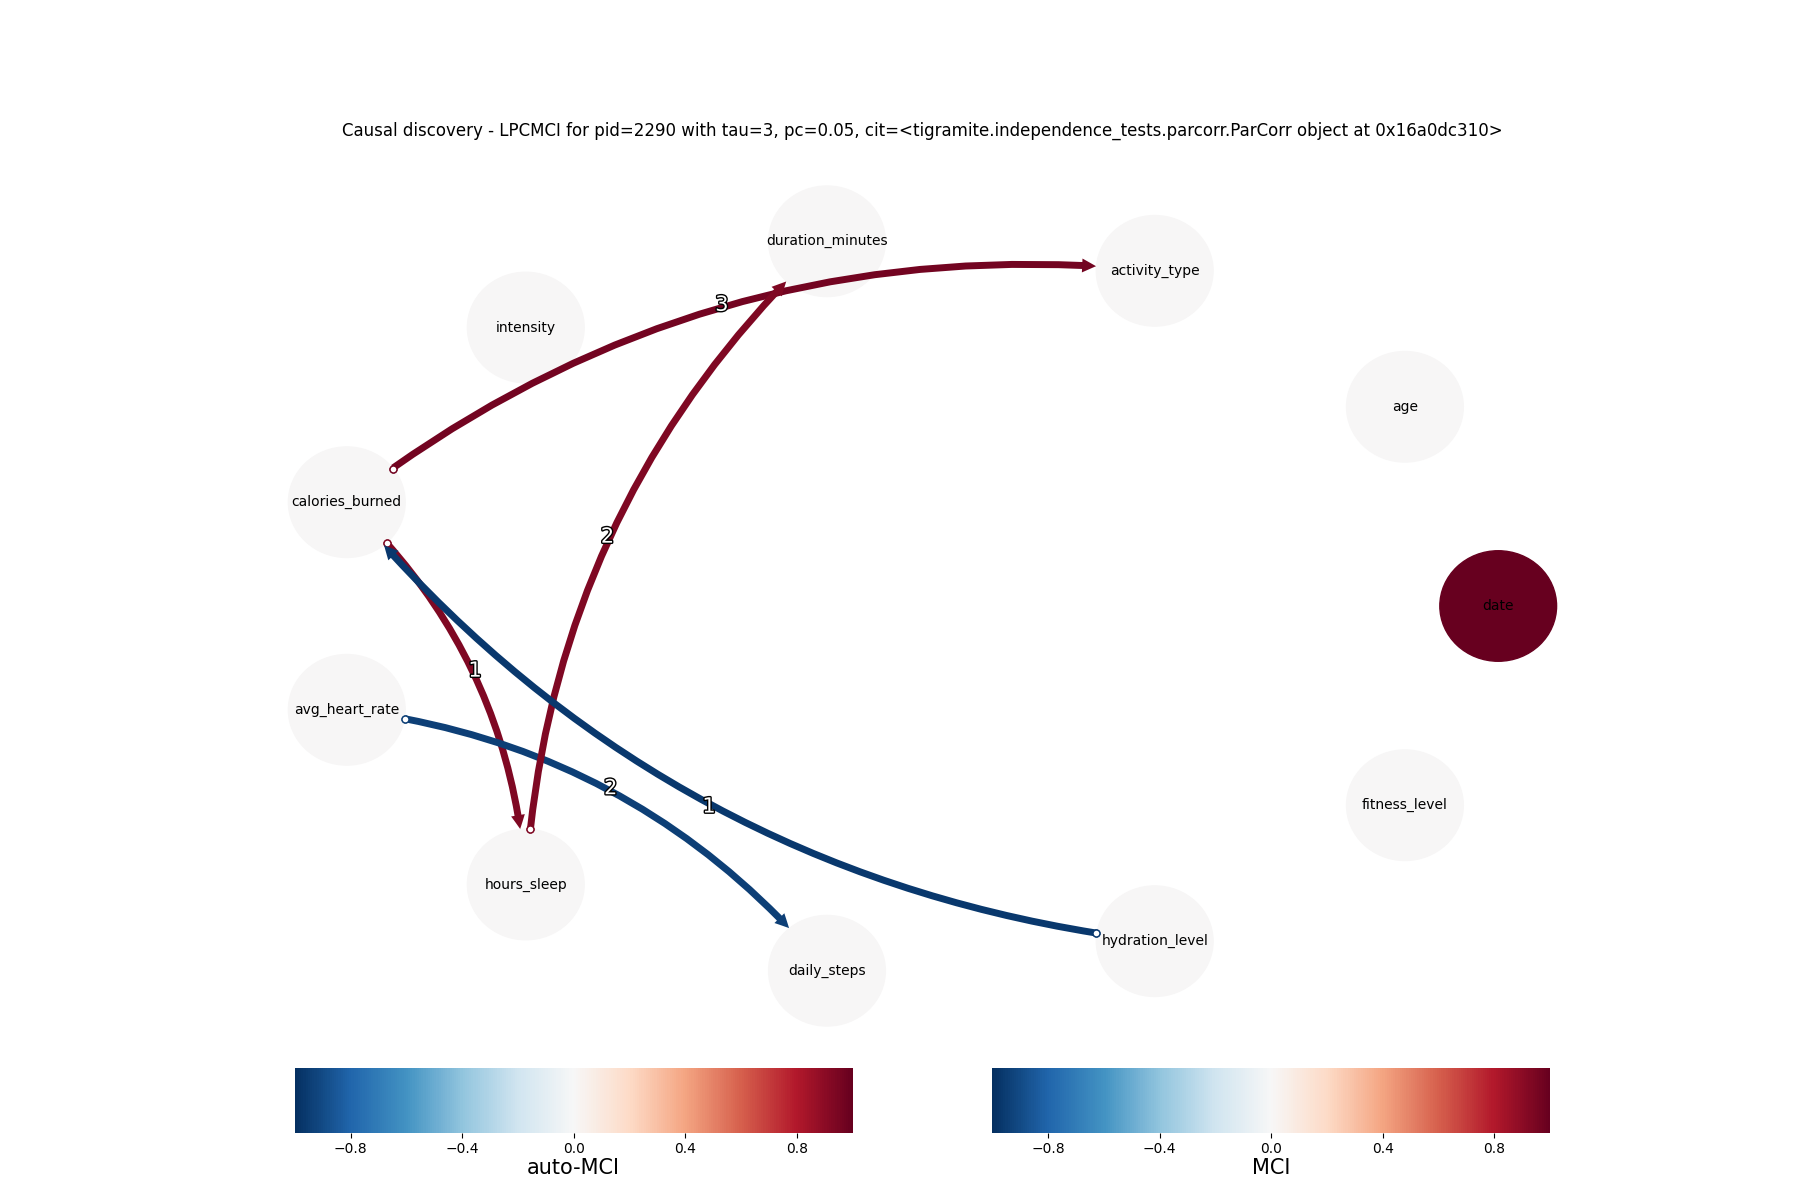 Causal discovery - LPCMCI for pid=2290 with tau=3, pc=0.05, cit=<tigramite.independence_tests.parcorr.ParCorr object at 0x16a0dc310>
duration_minutes
activity_type
3
intensity
age
calories_burned
2
date
1
avg_heart_rate
2
1
fitness_level
hours_sleep
hydration_level
daily_steps
−0.8 −0.4 0.0 0.4 0.8
auto-MCI
−0.8 −0.4 0.0 0.4 0.8
MCI